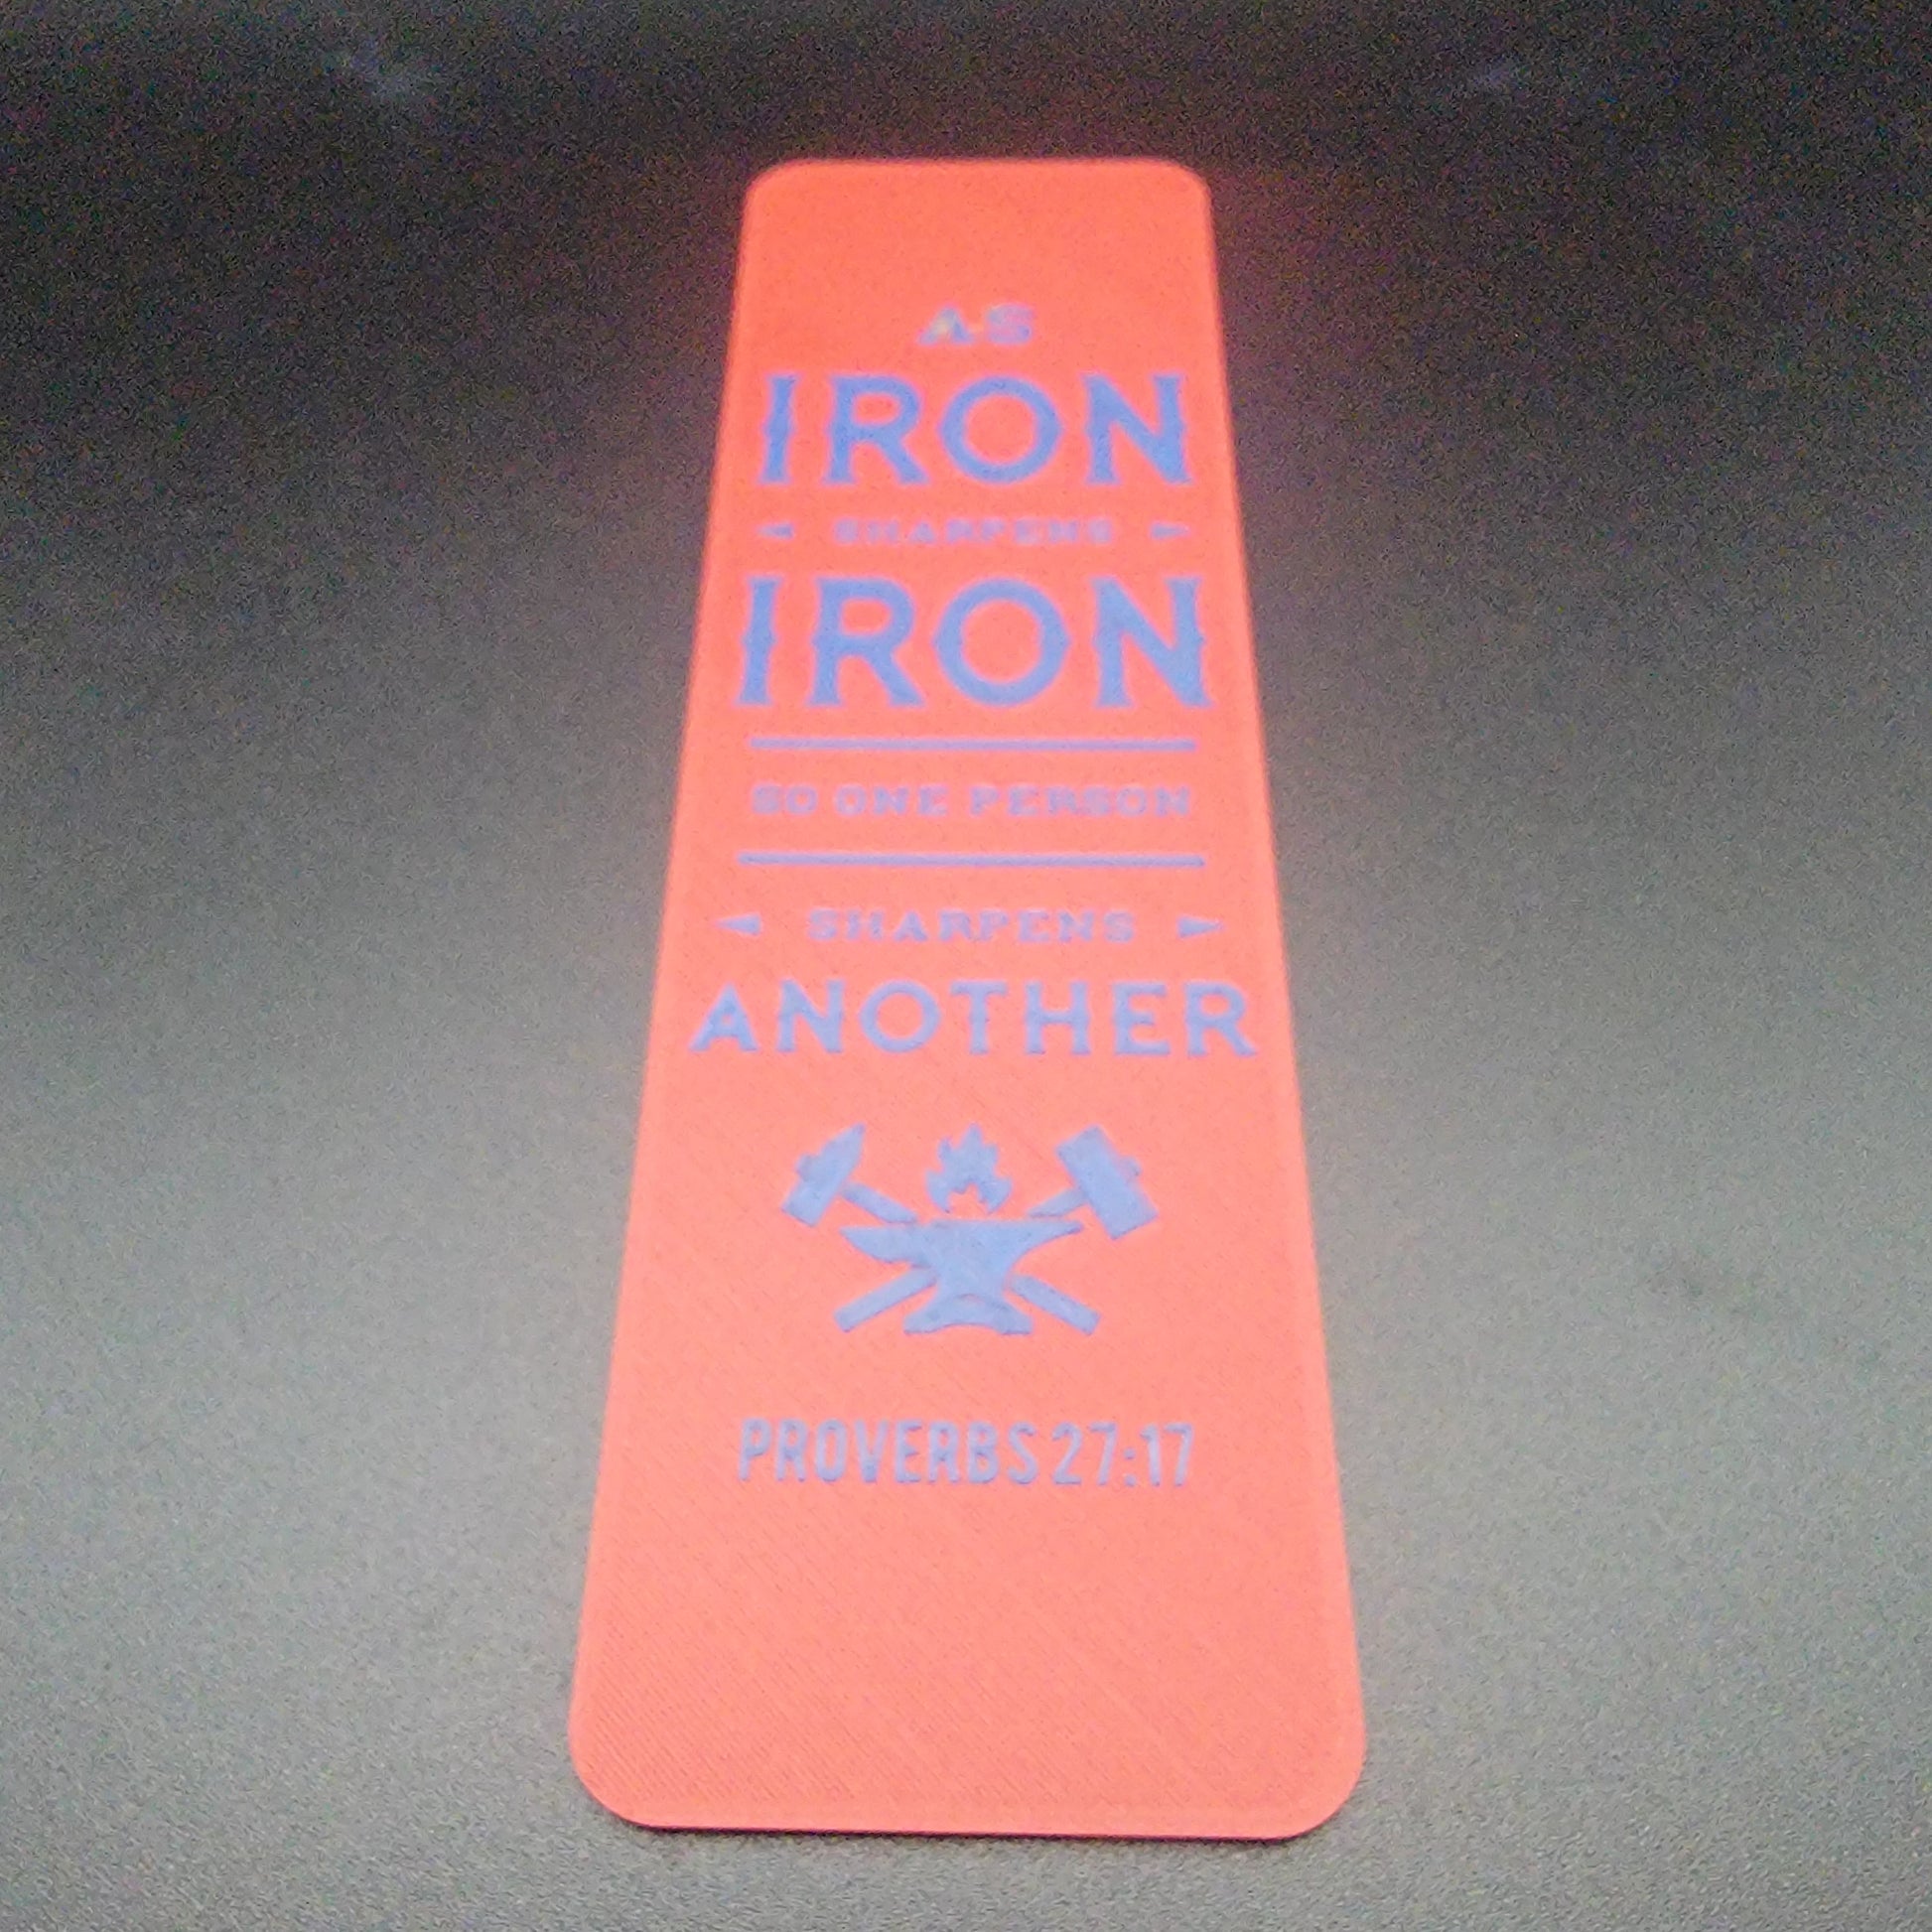 AS
IRON
SHARPENS
IRON
SO ONE PERSON
SHARPENS
ANOTHER
PROVERBS 27:17